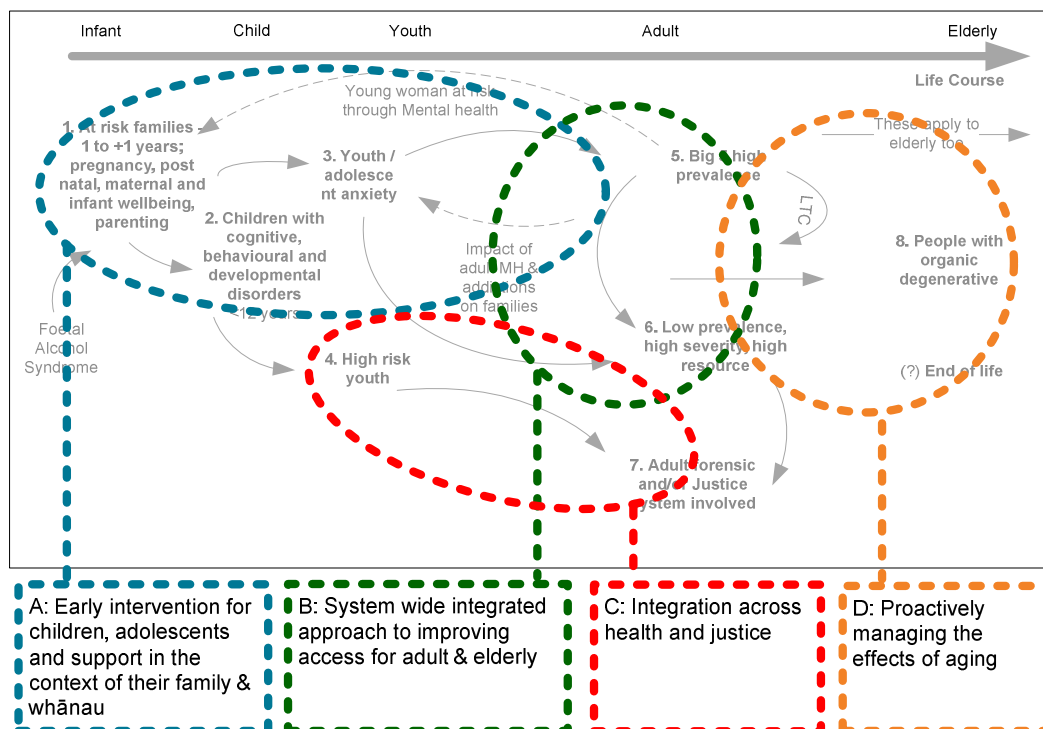 Infant
Child
Youth
Adult
Elderly
Life Course
Young woman at risk
through Mental health
These apply to
elderly too
1. At risk families -
1 to +1 years;
pregnancy, post
natal, maternal and
infant wellbeing,
parenting
3. Youth /
adolesce
nt anxiety
5. Big high
prevalence
LTC
2. Children with
cognitive,
behavioural and
developmental
disorders
~12 years
Impact of
adult MH &
addictions
on families
8. People with
organic
degenerative
Foetal
Alcohol
Syndrome
4. High risk
youth
6. Low prevalence,
high severity, high
resource
(?) End of life
7. Adult forensic
and/or Justice
system involved
A: Early intervention for
children, adolescents
and support in the
context of their family &
whānau
B: System wide integrated
approach to improving
access for adult & elderly
C: Integration across
health and justice
D: Proactively
managing the
effects of aging